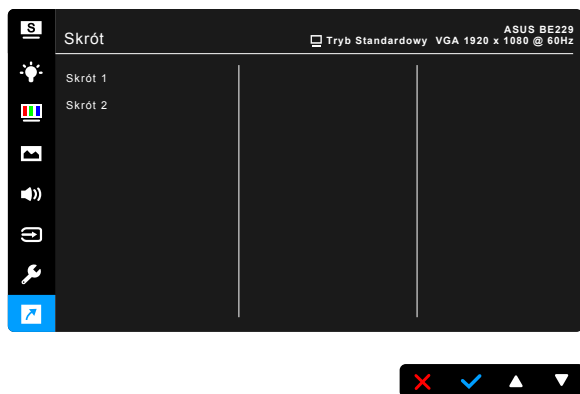 S
ASUS BE229
Skrót
Tryb Standardowy VGA 1920 x 1080 @ 60Hz
Skrót 1
Skrót 2